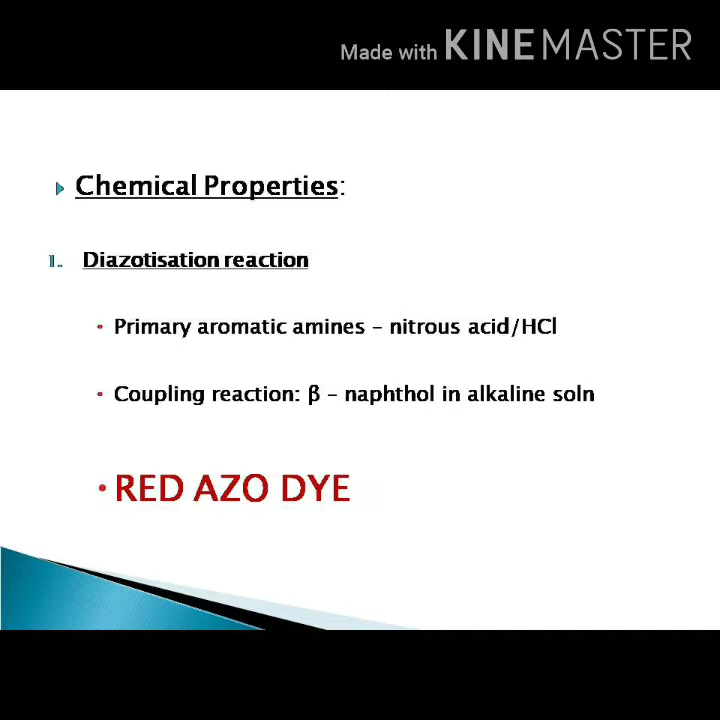 Made with KINEMASTER
Chemical Properties:
1. Diazotisation reaction
• Primary aromatic amines – nitrous acid/HCl
• Coupling reaction: β – naphthol in alkaline soln
• RED AZO DYE